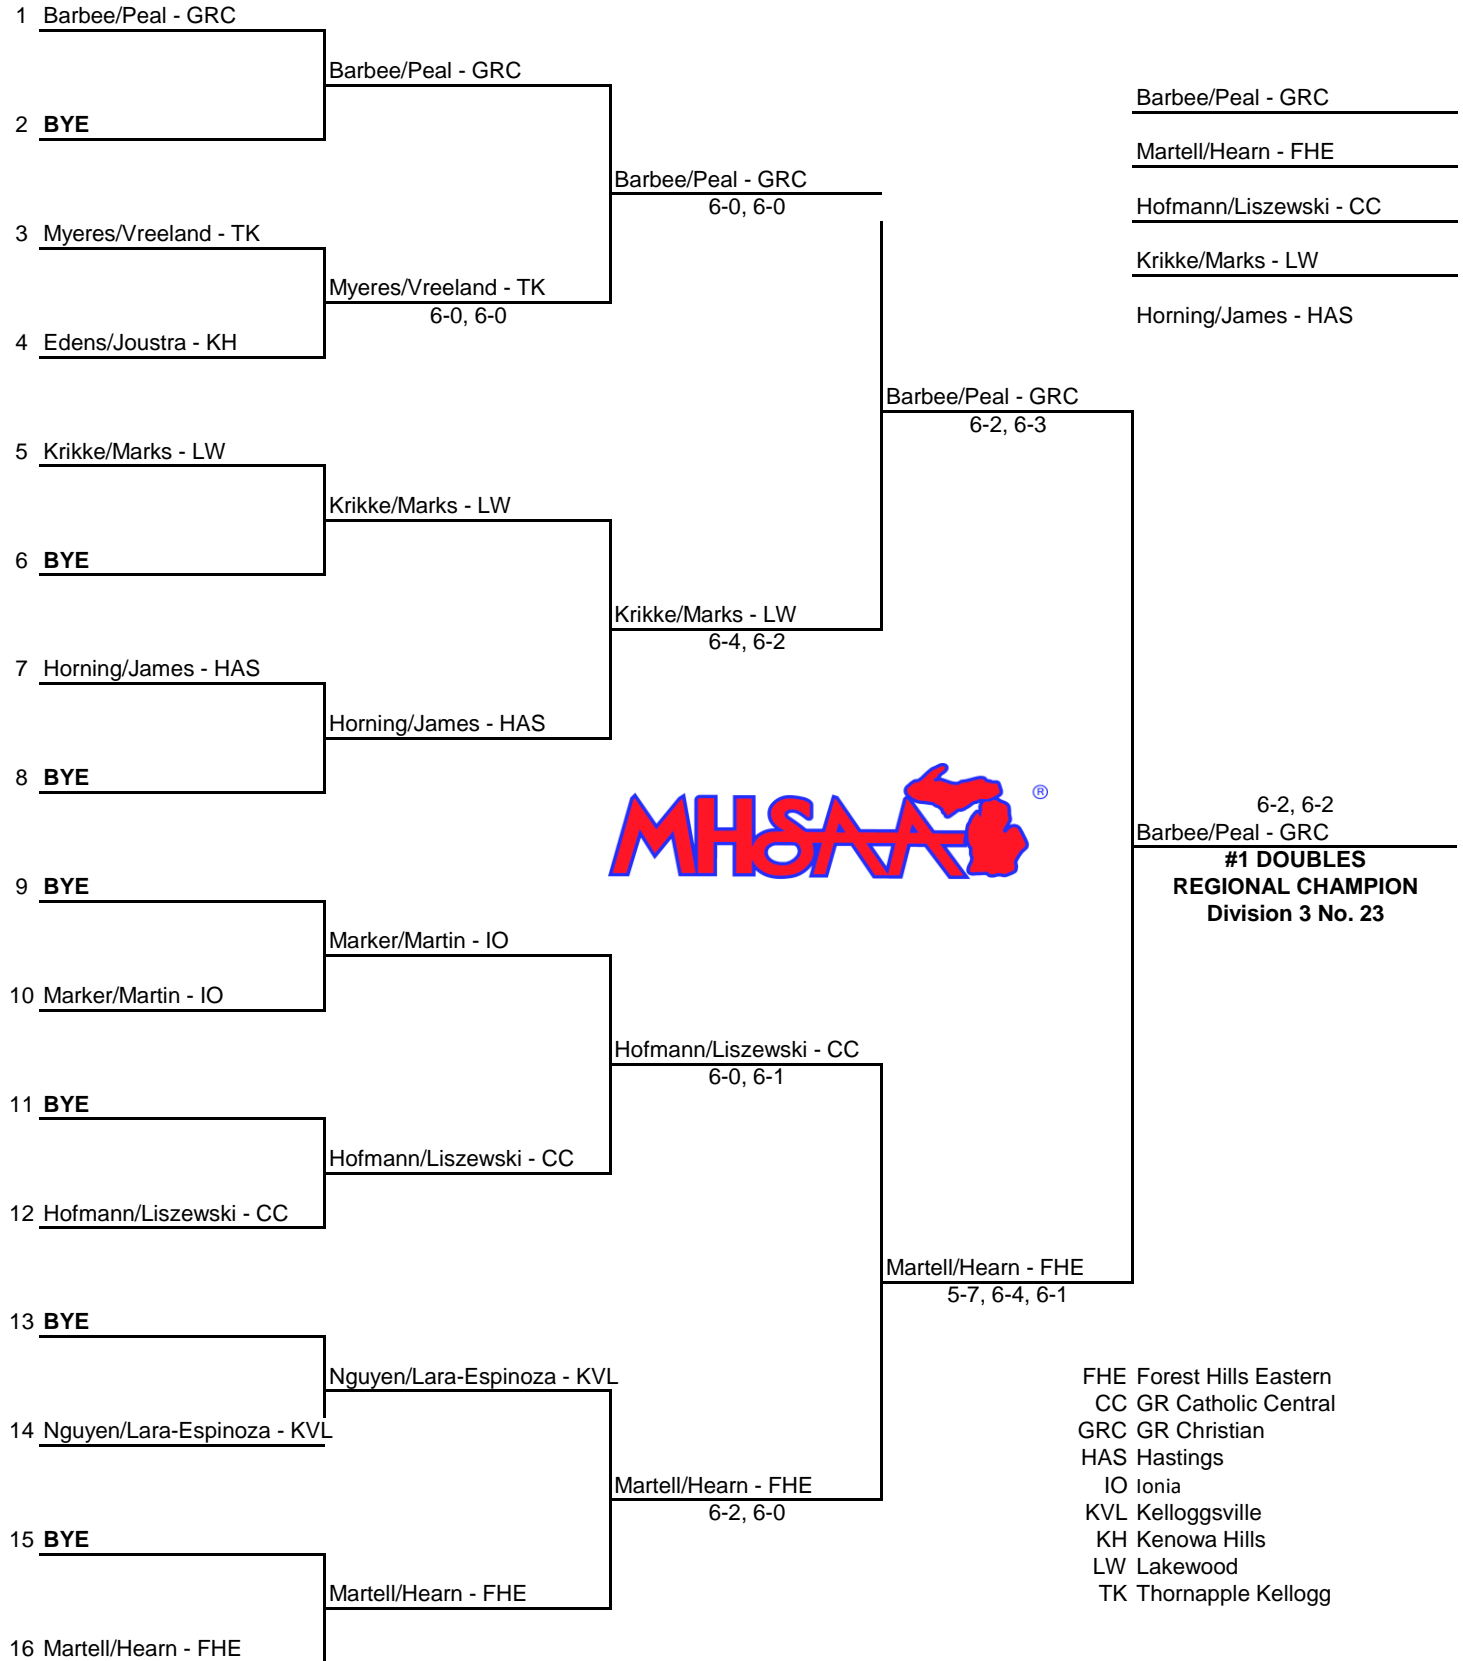 1 Barbee/Peal - GRC
Barbee/Peal - GRC
Barbee/Peal - GRC
2 BYE
Martell/Hearn - FHE
Barbee/Peal - GRC
6-0, 6-0
Hofmann/Liszewski - CC
3 Myeres/Vreeland - TK
Krikke/Marks - LW
Myeres/Vreeland - TK
6-0, 6-0
Horning/James - HAS
4 Edens/Joustra - KH
Barbee/Peal - GRC
6-2, 6-3
5 Krikke/Marks - LW
Krikke/Marks - LW
6 BYE
Krikke/Marks - LW
6-4, 6-2
7 Horning/James - HAS
Horning/James - HAS
8 BYE
MHSAA ®
6-2, 6-2
Barbee/Peal - GRC
#1 DOUBLES
REGIONAL CHAMPION
Division 3 No. 23
9 BYE
Marker/Martin - IO
10 Marker/Martin - IO
Hofmann/Liszewski - CC
6-0, 6-1
11 BYE
Hofmann/Liszewski - CC
12 Hofmann/Liszewski - CC
Martell/Hearn - FHE
5-7, 6-4, 6-1
13 BYE
Nguyen/Lara-Espinoza - KVL
14 Nguyen/Lara-Espinoza - KVL
Martell/Hearn - FHE
6-2, 6-0
15 BYE
Martell/Hearn - FHE
16 Martell/Hearn - FHE
FHE Forest Hills Eastern
CC GR Catholic Central
GRC GR Christian
HAS Hastings
IO Ionia
KVL Kelloggsville
KH Kenowa Hills
LW Lakewood
TK Thornapple Kellogg